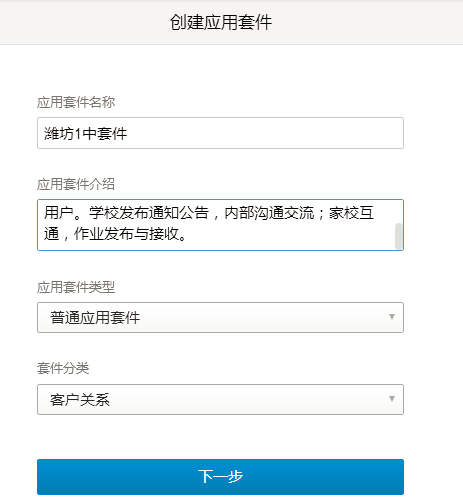 创建应用套件
应用套件名称
潍坊1中套件
应用套件介绍
用户。学校发布通知公告，内部沟通交流；家校互
通，作业发布与接收。
应用套件类型
普通应用套件
套件分类
客户关系
下一步